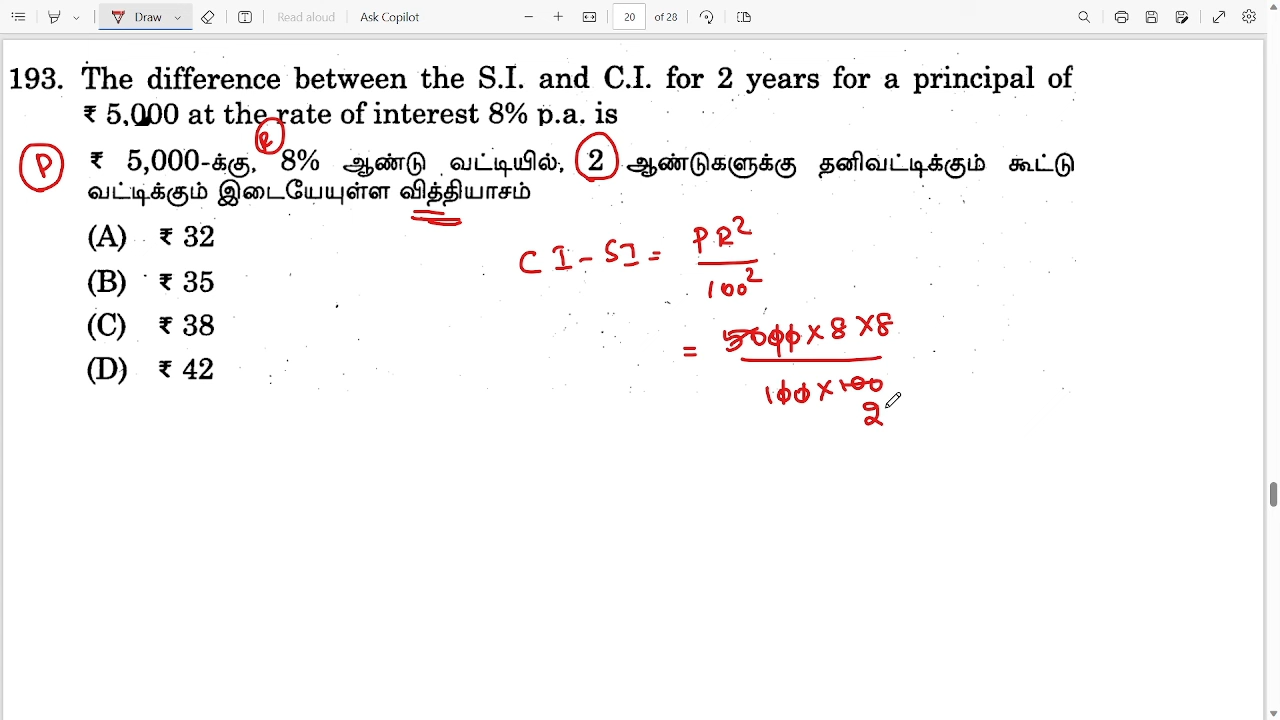 Draw
Read aloud
Ask Copilot
20 of 28
193. The difference between the S.I. and C.I. for 2 years for a principal of
₹ 5,000 at the rate of interest 8% p.a. is
P R
₹ 5,000-க்கு, 8% ஆண்டு வட்டியில், 2 ஆண்டுகளுக்கு தனிவட்டிக்கும் கூட்டு
வட்டிக்கும் இடையேயுள்ள வித்தியாசம்
(A) ₹ 32
(B) ₹ 35
(C) ₹ 38
(D) ₹ 42
CI - SI = PR²
100²
= 5000 × 8 × 8
100 × 100
2